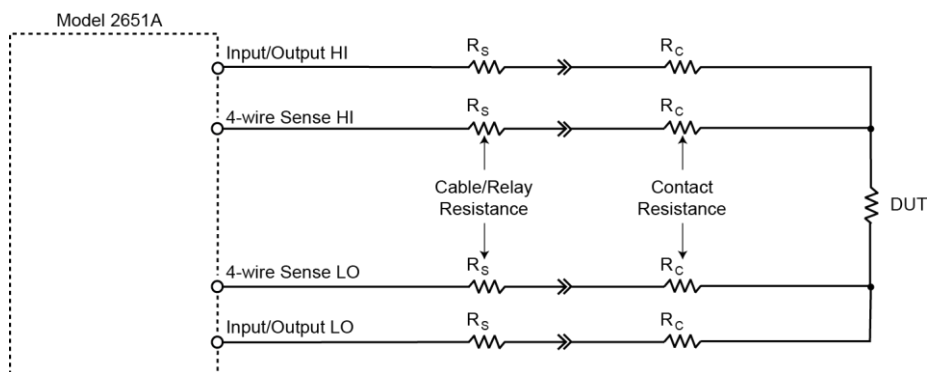 Model 2651A
Input/Output HI
R_S
R_C
4-wire Sense HI
R_S
R_C
Cable/Relay
Resistance
Contact
Resistance
DUT
4-wire Sense LO
R_S
R_C
Input/Output LO
R_S
R_C